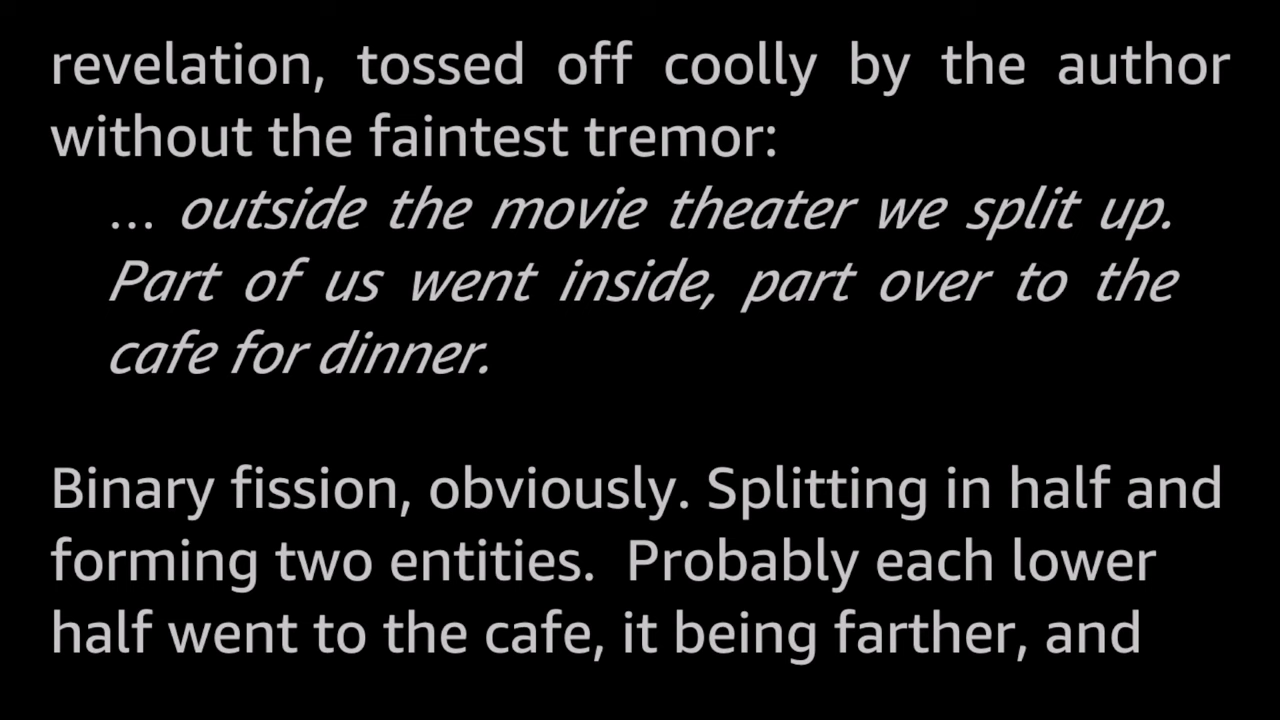 revelation, tossed off coolly by the author
without the faintest tremor:
… outside the movie theater we split up.
Part of us went inside, part over to the
cafe for dinner.
Binary fission, obviously. Splitting in half and
forming two entities.  Probably each lower
half went to the cafe, it being farther, and